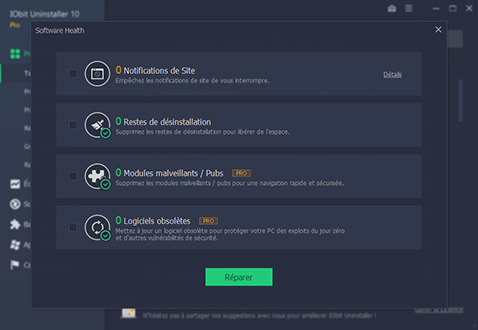 IObit Uninstaller 10
Pro
Software Health
0 Notifications de Site
Empêchez les notifications de site de vous interrompre.
Détails
0 Restes de désinstallation
Supprimez les restes de désinstallation pour libérer de l'espace.
0 Modules malveillants / Pubs PRO
Supprimez les modules malveillants / pubs pour une navigation rapide et sécurisée.
0 Logiciels obsolètes PRO
Mettez à jour un logiciel obsolète pour protéger votre PC des exploits du jour zéro
et d'autres vulnérabilités de sécurité.
Réparer
N'hésitez pas à partager vos suggestions avec nous pour améliorer IObit Uninstaller !
Gérer la Licence